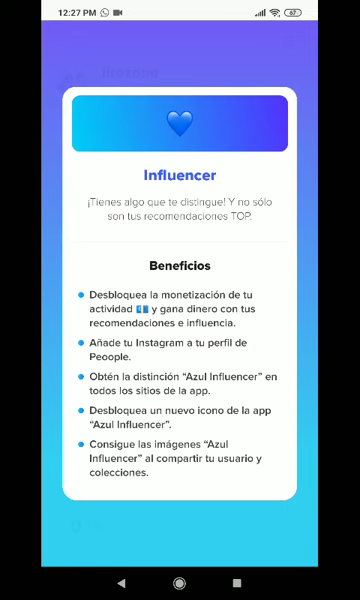 12:27 PM
67
Influencer
¡Tienes algo que te distingue! Y no sólo
son tus recomendaciones TOP.
Beneficios
Desbloquea la monetización de tu
actividad 💶 y gana dinero con tus
recomendaciones e influencia.
Añade tu Instagram a tu perfil de
Peoople.
Obtén la distinción “Azul Influencer” en
todos los sitios de la app.
Desbloquea un nuevo icono de la app
“Azul Influencer”.
Consigue las imágenes “Azul
Influencer” al compartir tu usuario y
colecciones.